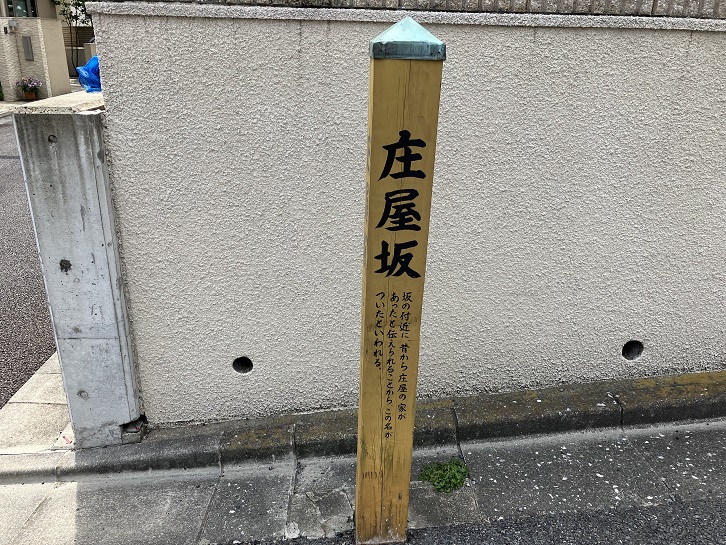 庄屋坂
坂の付近に、昔から庄屋の家が
あったと伝えられることから、この名が
ついたといわれる。